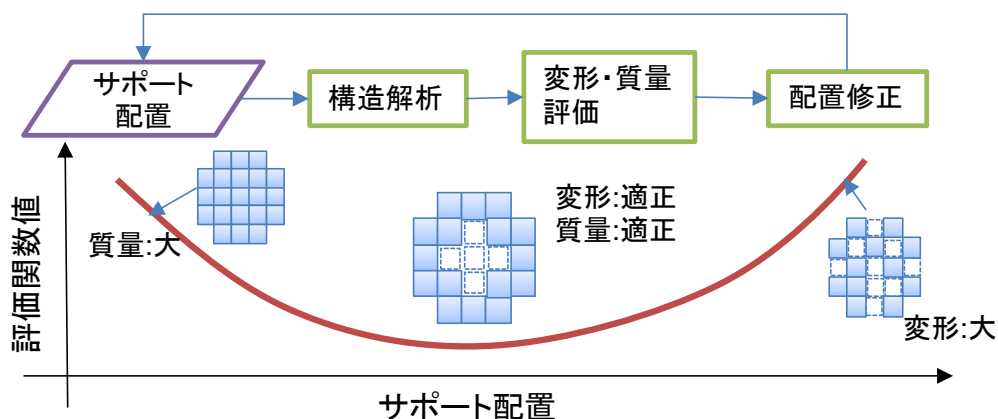 サポート
配置
構造解析
変形・質量
評価
配置修正
評価関数値
質量:大
変形:適正
質量:適正
変形:大
サポート配置